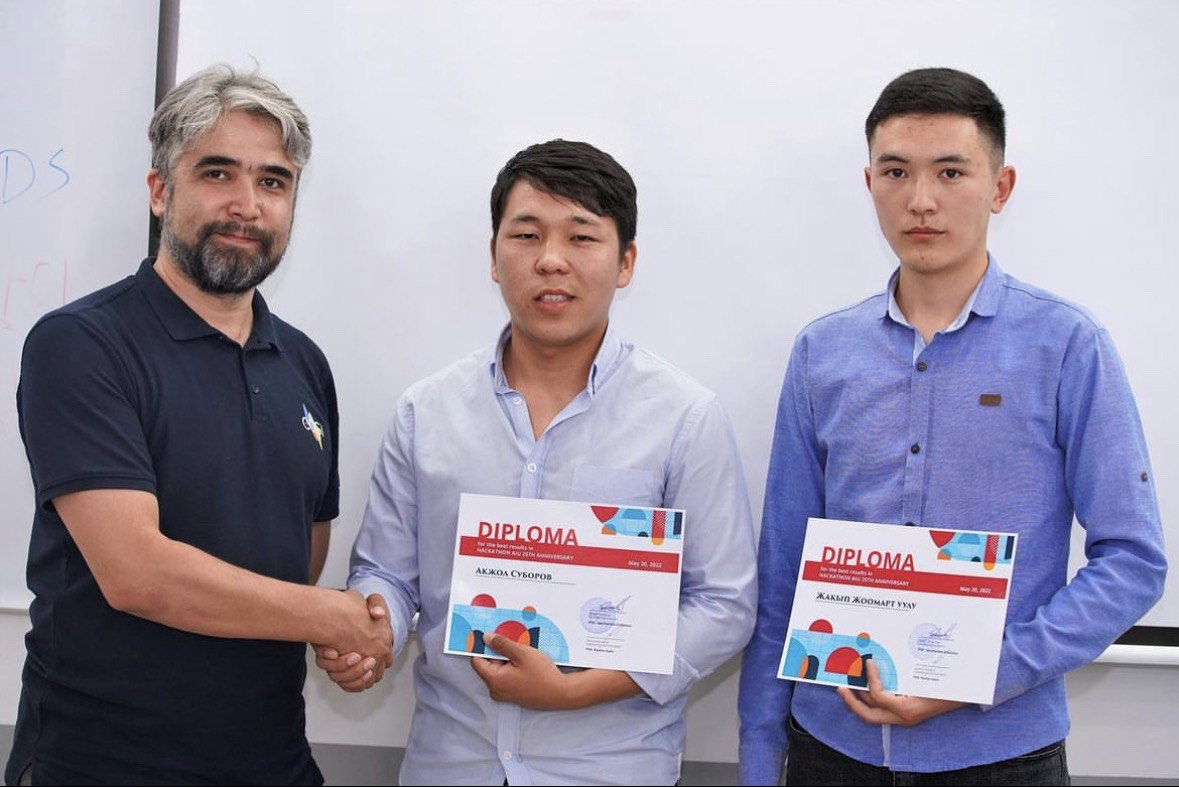 DS
DIPLOMA
for the best results in
HACKATHON AIU 25TH ANNIVERSARY
May 20, 2022
Акжол Суборов
DIPLOMA
for the best results in
HACKATHON AIU 25TH ANNIVERSARY
May 20, 2022
Жакып Жоомарт уулу